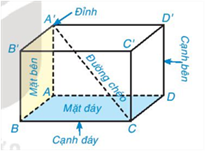 Đỉnh
A'
D'
B'
C'
Mặt bên
Đường chéo
Cạnh bên
A
Mặt đáy
D
B
C
Cạnh đáy